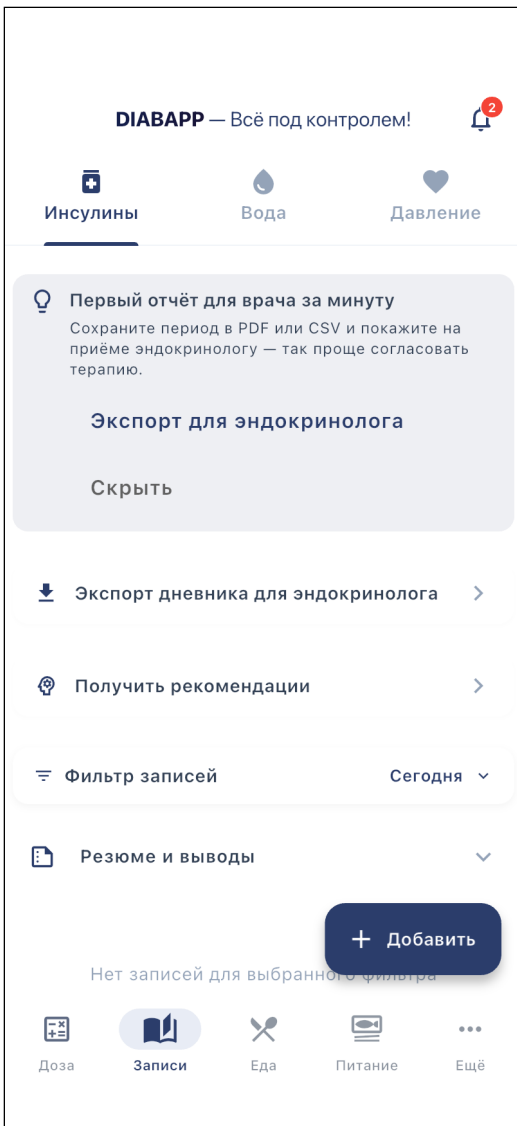 DIABAPP — Всё под контролем!
2
Инсулины
Вода
Давление
Первый отчёт для врача за минуту
Сохраните период в PDF или CSV и покажите на
приёме эндокринологу — так проще согласовать
терапию.
Экспорт для эндокринолога
Скрыть
Экспорт дневника для эндокринолога
Получить рекомендации
Фильтр записей
Сегодня
Резюме и выводы
Добавить
Нет записей для выбранного фильтра
Доза
Записи
Еда
Питание
Ещё